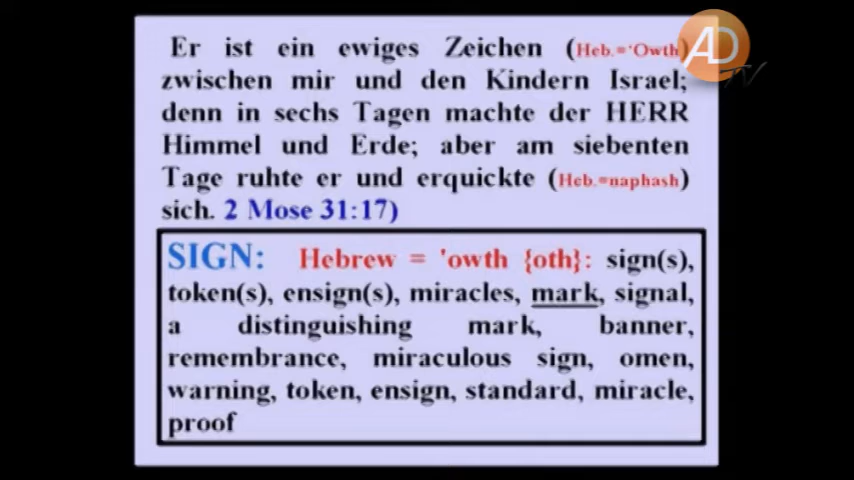 Er ist ein ewiges Zeichen (Heb.='Owth)
zwischen mir und den Kindern Israel;
denn in sechs Tagen machte der HERR
Himmel und Erde; aber am siebenten
Tage ruhte er und erquickte (Heb.=naphash)
sich. 2 Mose 31:17)
SIGN: Hebrew = 'owth {oth}: sign(s),
token(s), ensign(s), miracles, mark, signal,
a distinguishing mark, banner,
remembrance, miraculous sign, omen,
warning, token, ensign, standard, miracle,
proof
AD
TV